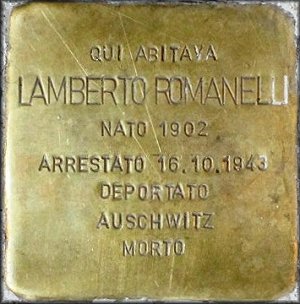 QUI ABITAVA
LAMBERTO ROMANELLI
NATO 1902
ARRESTATO 16.10.1943
DEPORTATO
AUSCHWITZ
MORTO